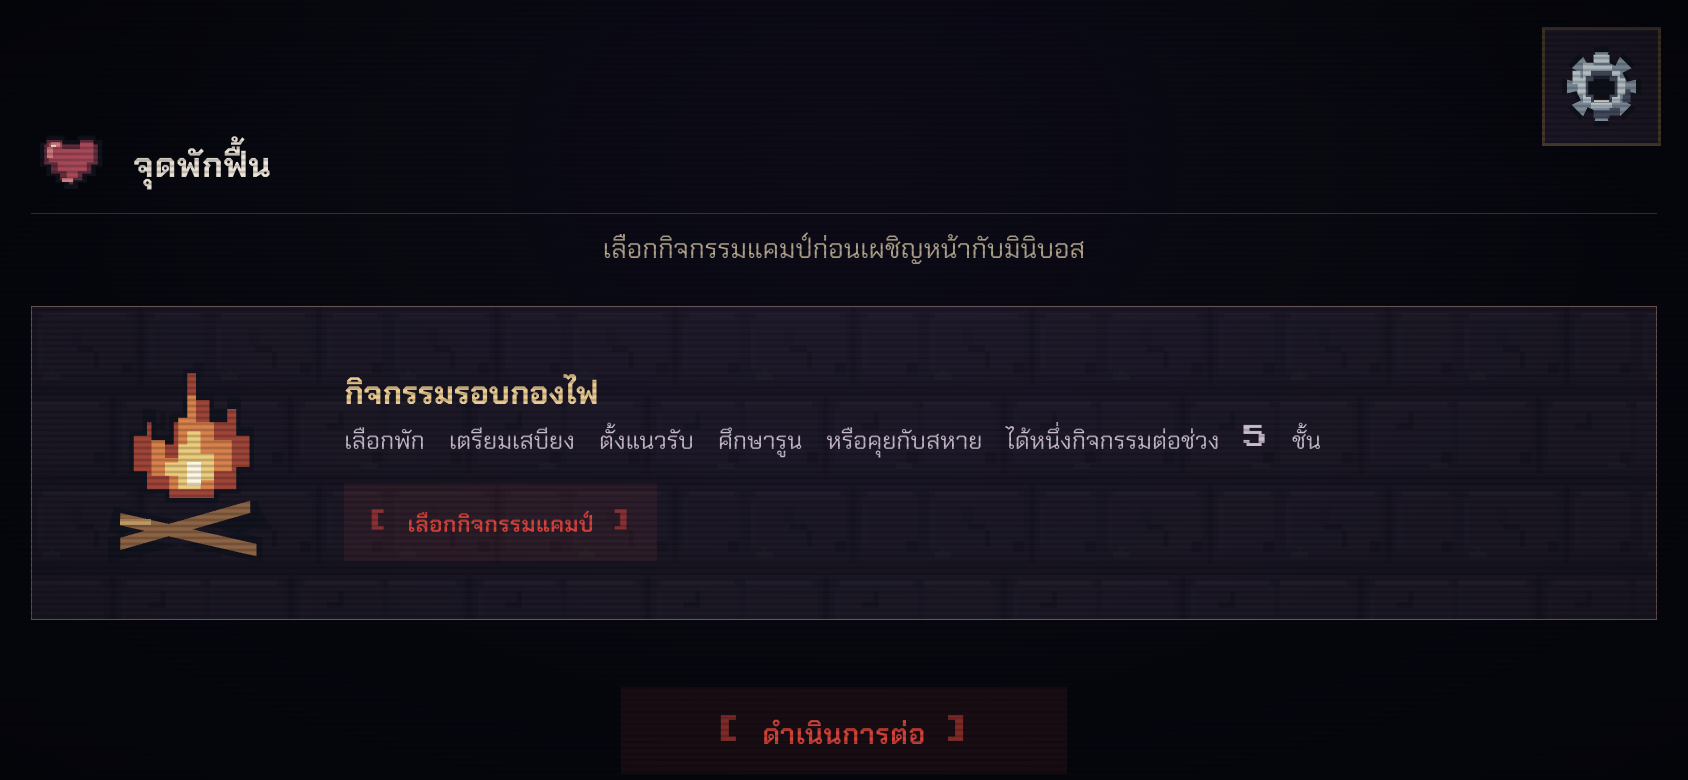 จุดพักฟื้น
เลือกกิจกรรมแคมป์ก่อนเผชิญหน้ากับมินิบอส
กิจกรรมรอบกองไฟ
เลือกพัก เตรียมเสบียง ตั้งแนวรับ ศึกษารูน หรือคุยกับสหาย ได้หนึ่งกิจกรรมต่อช่วง 5 ชั้น
[ เลือกกิจกรรมแคมป์ ]
[ ดำเนินการต่อ ]